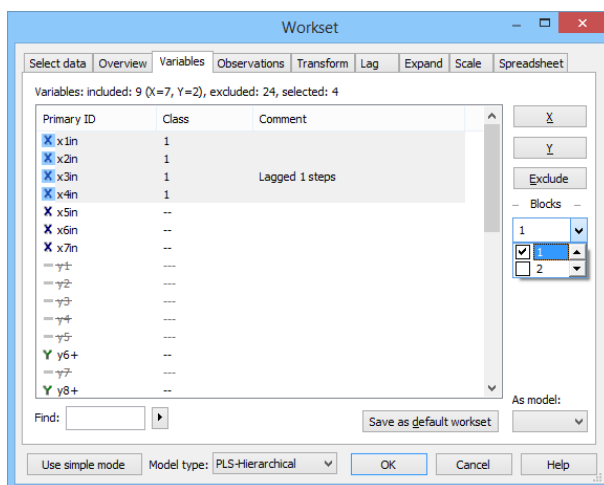 Workset
Select data Overview Variables Observations Transform Lag Expand Scale Spreadsheet
Variables: included: 9 (X=7, Y=2), excluded: 24, selected: 4
Primary ID Class Comment
X x1in 1
X x2in 1
X x3in 1 Lagged 1 steps
X x4in 1
X x5in --
X x6in --
X x7in --
y1 ---
y2 ---
y3 ---
y4 ---
y5 ---
Y y6+ --
y7 ---
Y y8+ --
X
Y
Exclude
Blocks
1
1
2
As model:
Find:
Save as default workset
Use simple mode Model type: PLS-Hierarchical OK Cancel Help